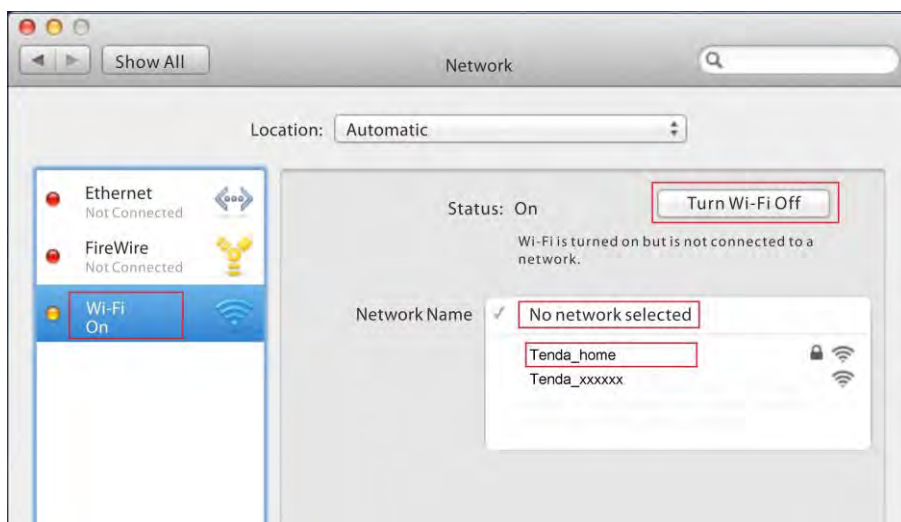 Show All
Network
Location: Automatic
Ethernet
Not Connected
FireWire
Not Connected
Wi-Fi
On
Status: On
Turn Wi-Fi Off
Wi-Fi is turned on but is not connected to a
network.
Network Name
No network selected
Tenda_home
Tenda_xxxxxx